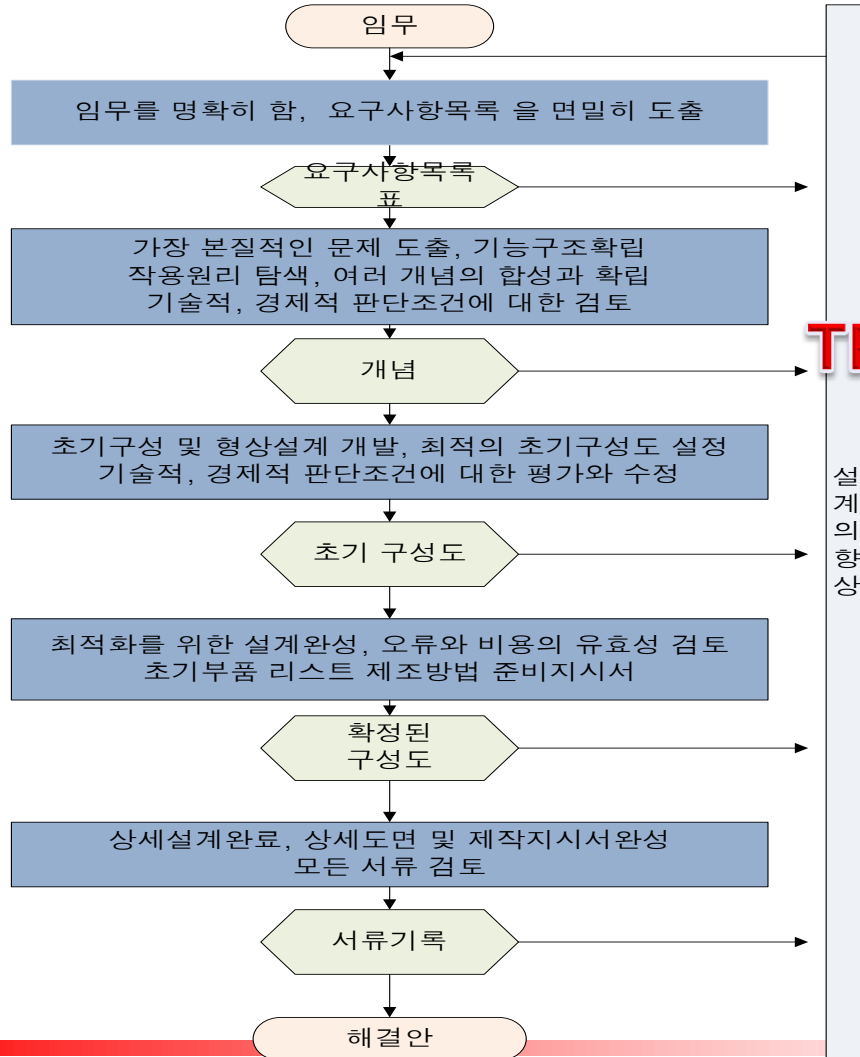 임무
임무를 명확히 함, 요구사항목록 을 면밀히 도출
요구사항목록
표
가장 본질적인 문제 도출, 기능구조확립
작용원리 탐색, 여러 개념의 합성과 확립
기술적, 경제적 판단조건에 대한 검토
개념
초기구성 및 형상설계 개발, 최적의 초기구성도 설정
기술적, 경제적 판단조건에 대한 평가와 수정
초기 구성도
최적화를 위한 설계완성, 오류와 비용의 유효성 검토
초기부품 리스트 제조방법 준비지시서
확정된
구성도
상세설계완료, 상세도면 및 제작지시서완성
모든 서류 검토
서류기록
해결안
설
계
의
향
상